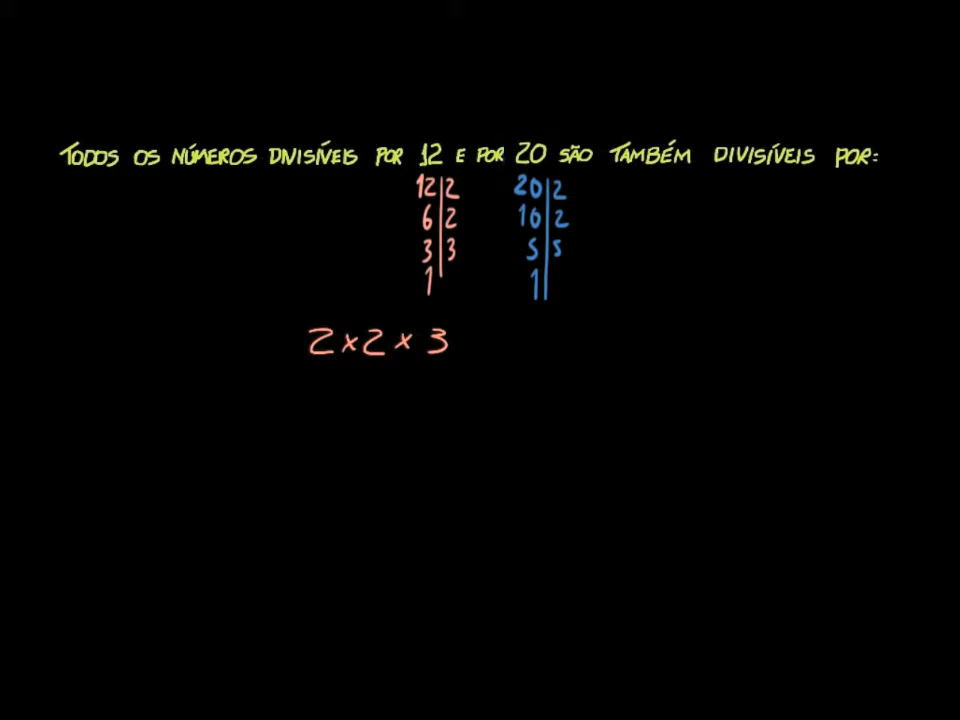 TODOS OS NÚMEROS DIVISÍVEIS POR 12 E POR 20 SÃO TAMBÉM DIVISÍVEIS POR:
12 2 20 2
6 2 10 2
3 3 5 5
1 1
2 x 2 x 3